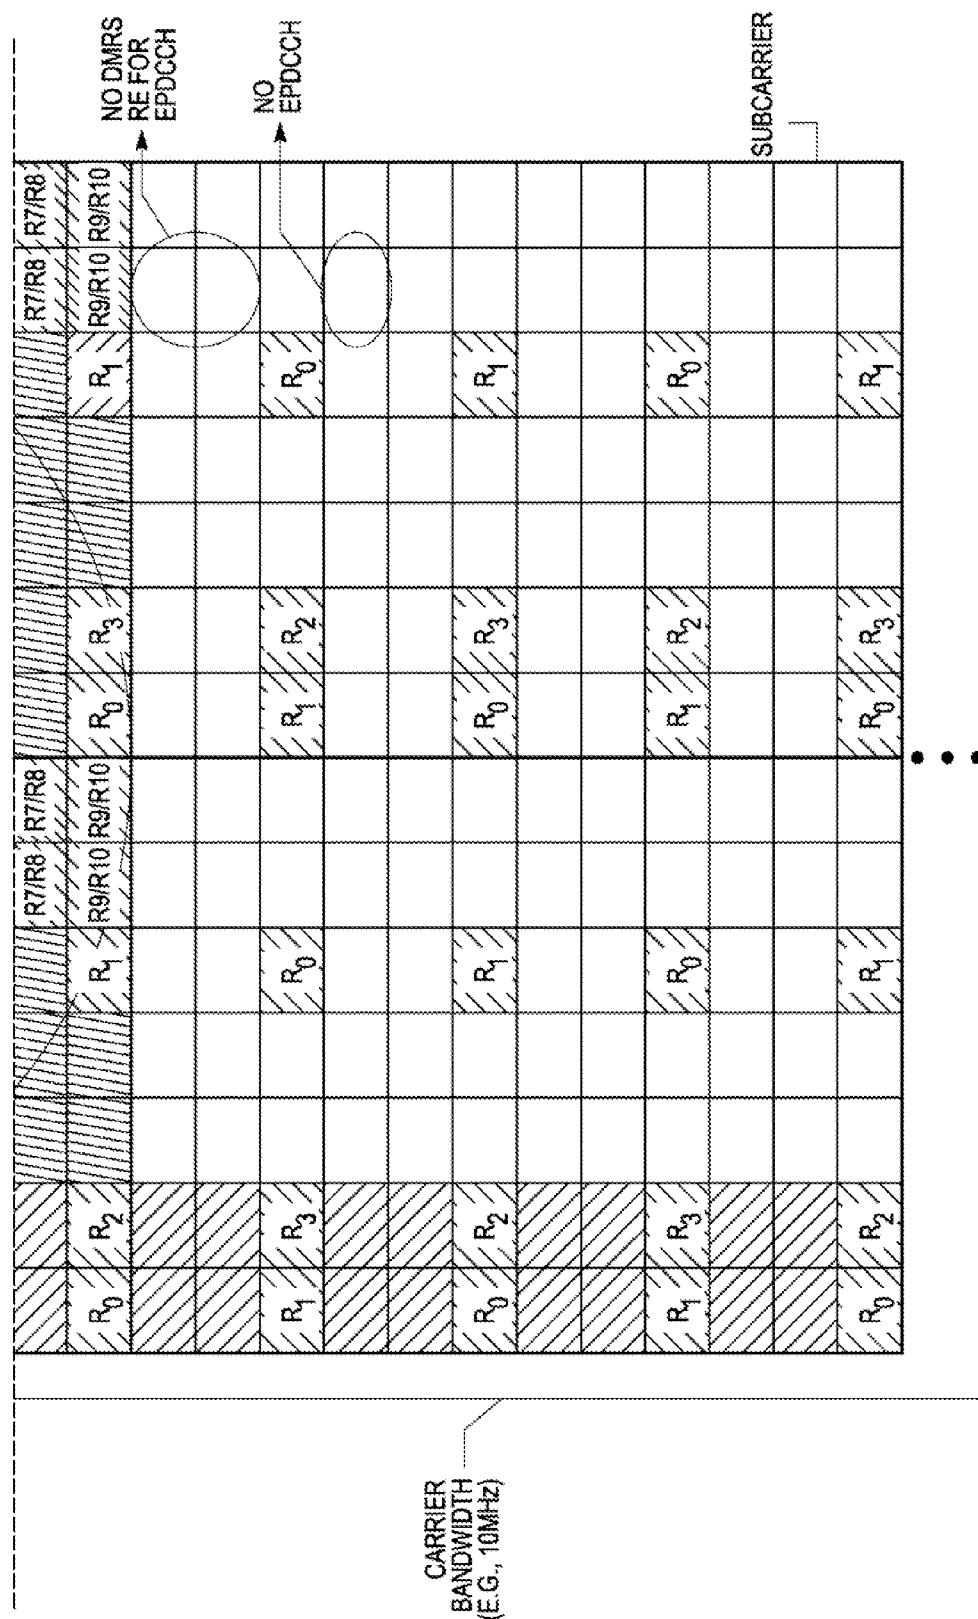 R7/R8 R7/R8 R7/R8 R7/R8
R0 R2 R1 R9/R10 R9/R10 R0 R3 R1 R9/R10 R9/R10
NO DMRS
RE FOR
EPDCCH
NO
EPDCCH
R1 R3 R0 R1 R2 R0
CARRIER
BANDWIDTH
(E.G., 10MHz)
R0 R2 R1 R0 R3 R1
R1 R3 R0 R1 R2 R0
SUBCARRIER
R0 R2 R1 R0 R3 R1